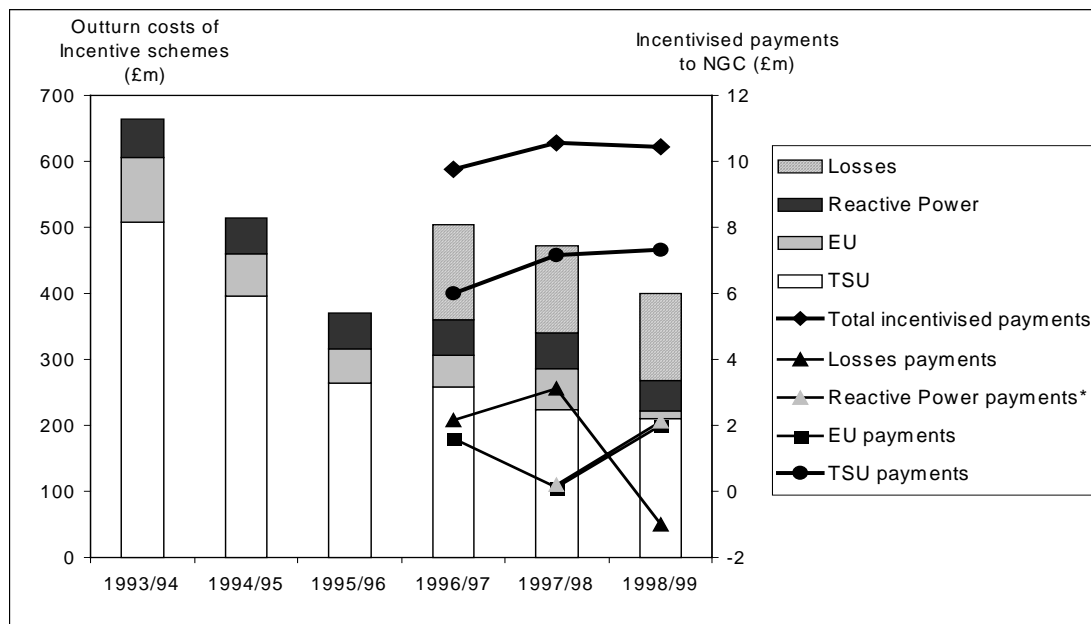 Outturn costs of
Incentive schemes
(£m)
Incentivised payments
to NGC (£m)
700
600
500
400
300
200
100
0
12
10
8
6
4
2
0
-2
1993/94
1994/95
1995/96
1996/97
1997/98
1998/99
Losses
Reactive Power
EU
TSU
Total incentivised payments
Losses payments
Reactive Power payments*
EU payments
TSU payments